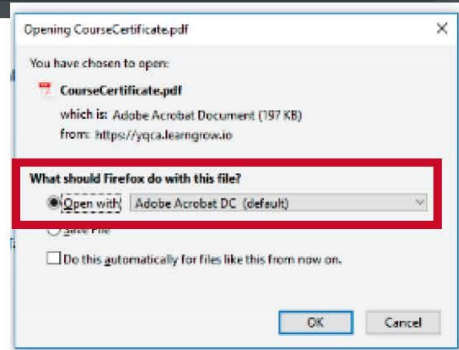 Opening CourseCertificate.pdf
You have chosen to open:
CourseCertificate.pdf
which is: Adobe Acrobat Document (197 KB)
from: https://yqca.learngrow.io
What should Firefox do with this file?
Open with Adobe Acrobat DC (default)
Save File
Do this automatically for files like this from now on.
OK Cancel